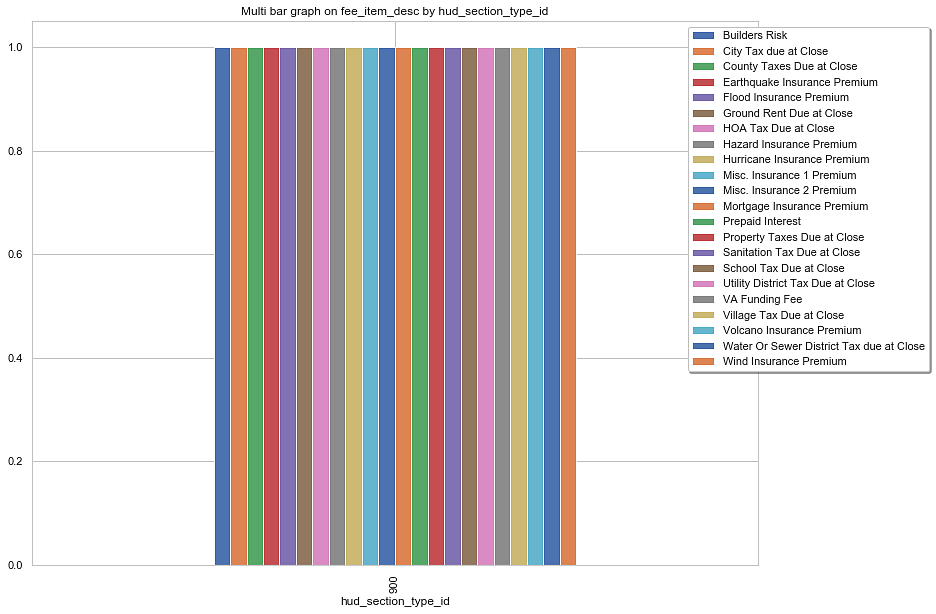 Multi bar graph on fee_item_desc by hud_section_type_id
1.0
0.8
0.6
0.4
0.2
0.0
900
hud_section_type_id
Builders Risk
City Tax due at Close
County Taxes Due at Close
Earthquake Insurance Premium
Flood Insurance Premium
Ground Rent Due at Close
HOA Tax Due at Close
Hazard Insurance Premium
Hurricane Insurance Premium
Misc. Insurance 1 Premium
Misc. Insurance 2 Premium
Mortgage Insurance Premium
Prepaid Interest
Property Taxes Due at Close
Sanitation Tax Due at Close
School Tax Due at Close
Utility District Tax Due at Close
VA Funding Fee
Village Tax Due at Close
Volcano Insurance Premium
Water Or Sewer District Tax due at Close
Wind Insurance Premium